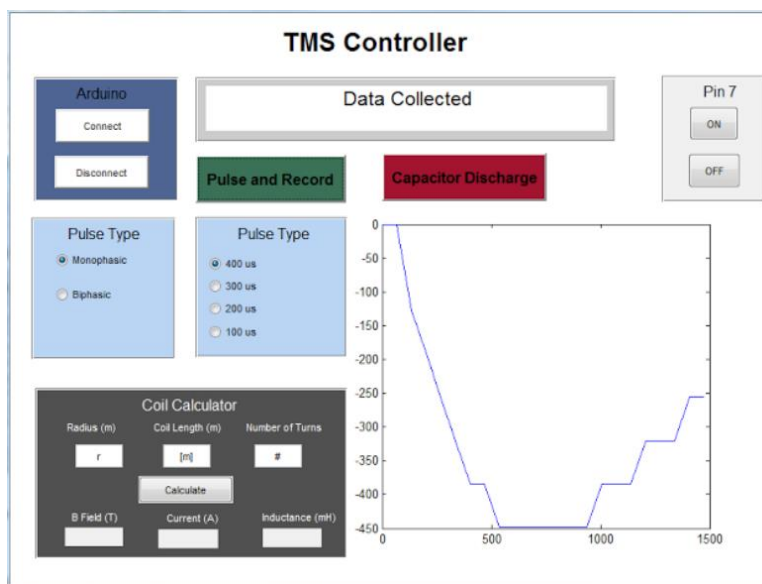 TMS Controller
Arduino
Connect
Disconnect
Data Collected
Pin 7
ON
OFF
Pulse and Record
Capacitor Discharge
Pulse Type
Monophasic
Biphasic
Pulse Type
400 us
300 us
200 us
100 us
0
-50
-100
-150
-200
-250
-300
-350
-400
-450
0
500
1000
1500
Coil Calculator
Radius (m)
Coil Length (m)
Number of Turns
r
[m]
#
Calculate
B Field (T)
Current (A)
Inductance (mH)